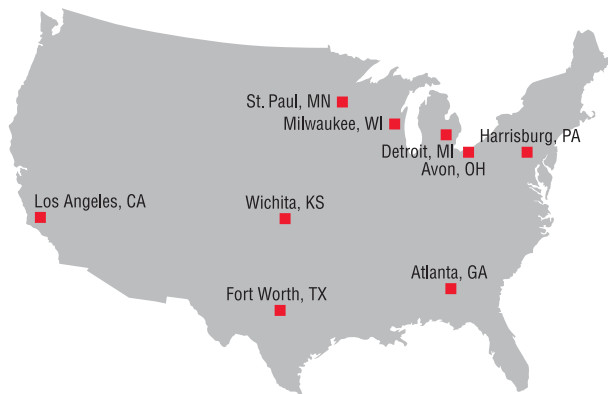 St. Paul, MN
Milwaukee, WI
Harrisburg, PA
Detroit, MI
Avon, OH
Los Angeles, CA
Wichita, KS
Atlanta, GA
Fort Worth, TX